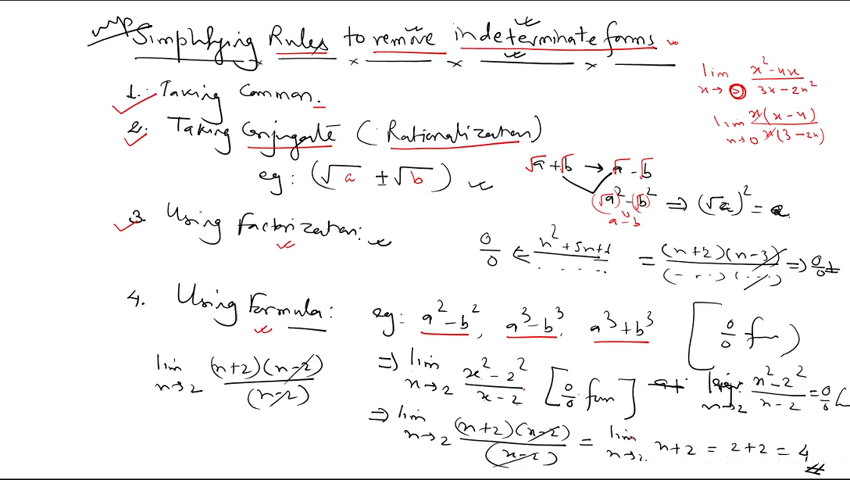 Imp
Simplifying Rules to remove indeterminate forms
lim x→0 x²-4x / 3x-2x²
lim x→0 x(x-4) / x(3-2x)
1. Taking Common.
2. Taking Conjugate (Rationalization)
eg: (√a ± √b)
√a+√b → √a-√b
(√a)²-(√b)² ⇒ (√a)² = a
a-b
3. Using Factorization:
0/0 ← x²+5x+1 / ...... = (x+2)(x-3) / (....)(....) ⇒ 0/0
4. Using Formula: eg: a²-b², a³-b³, a³+b³ [0/0 form)
lim x→2 (x+2)(x-2) / (x-2)
⇒ lim x→2 x²-2² / x-2 [0/0 form] lim x→2 x²-2² / x-2 = 0/0
⇒ lim x→2 (x+2)(x-2) / (x-2) = lim x→2 x+2 = 2+2 = 4